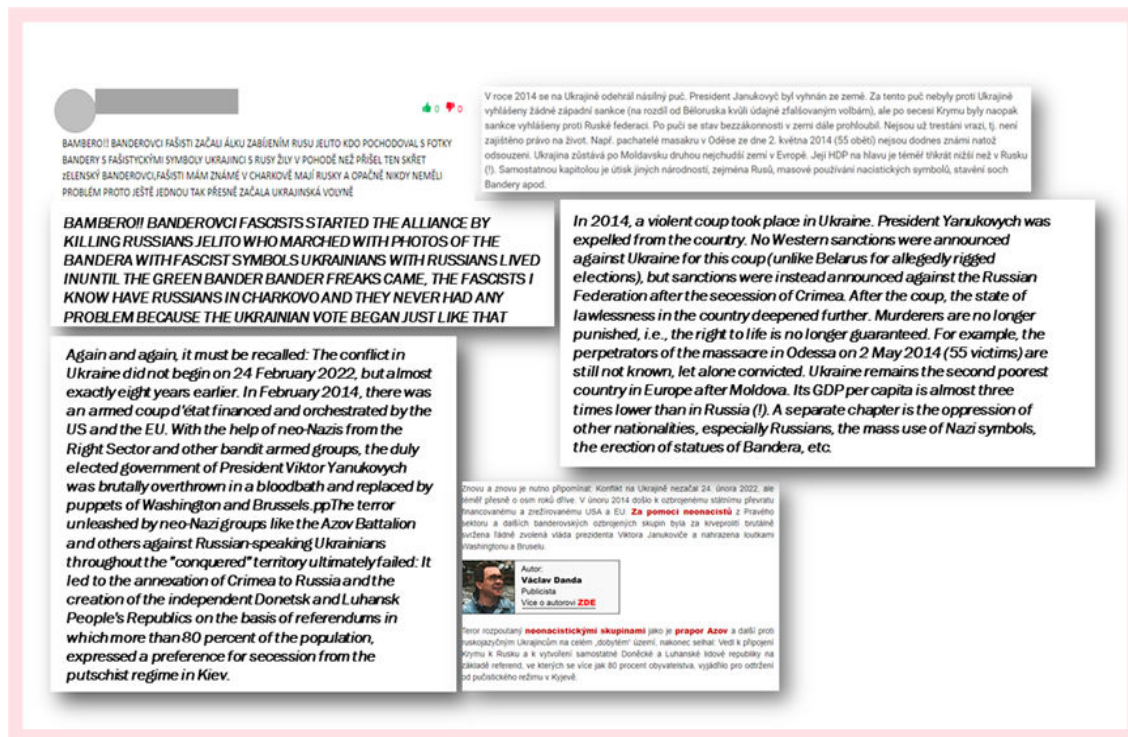 0 0
BAMBERO!! BANDEROVCI FAŠISTI ZAČALI ÁLKU ZABÚENÍM RUSU JELITO KDO POCHODOVAL S FOTKY
BANDERY S FAŠISTYCKÝMI SYMBOLY UKRAJINCI S RUSY ŽILY V POHODĚ NEŽ PŘIŠEL TEN SKŘET
zELENSKÝ BANDEROVCI,FAŠISTI MÁM ZNÁMÉ V CHARKOVĚ MAJÍ RUSKY A OPAČNĚ NIKDY NEMĚLI
PROBLÉM PROTO JEŠTĚ JEDNOU TAK PŘESNĚ ZAČALA UKRAJINSKÁ VOLYNĚ
V roce 2014 se na Ukrajině odehrál násilný puč. President Janukovyč byl vyhnán ze země. Za tento puč nebyly proti Ukrajině
vyhlášeny žádné západní sankce (na rozdíl od Běloruska kvůli údajně zfalšovaným volbám), ale po secesi Krymu byly naopak
sankce vyhlášeny proti Ruské federaci. Po puči se stav bezzákonnosti v zemi dále prohloubil. Nejsou už trestáni vrazi, tj. není
zajištěno právo na život. Např. pachatelé masakru v Oděse ze dne 2. května 2014 (55 obětí) nejsou dodnes známi natož
odsouzeni. Ukrajina zůstává po Moldavsku druhou nejchudší zemí v Evropě. Její HDP na hlavu je téměř třikrát nižší než v Rusku
(!). Samostatnou kapitolou je útisk jiných národností, zejména Rusů, masové používání nacistických symbolů, stavění soch
Bandery apod.
BAMBERO!! BANDEROVCI FASCISTS STARTED THE ALLIANCE BY
KILLING RUSSIANS JELITO WHO MARCHED WITH PHOTOS OF THE
BANDERA WITH FASCIST SYMBOLS UKRAINIANS WITH RUSSIANS LIVED
INUNTIL THE GREEN BANDER BANDER FREAKS CAME, THE FASCISTS I
KNOW HAVE RUSSIANS IN CHARKOVO AND THEY NEVER HAD ANY
PROBLEM BECAUSE THE UKRAINIAN VOTE BEGAN JUST LIKE THAT
In 2014, a violent coup took place in Ukraine. President Yanukovych was
expelled from the country. No Western sanctions were announced
against Ukraine for this coup (unlike Belarus for allegedly rigged
elections), but sanctions were instead announced against the Russian
Federation after the secession of Crimea. After the coup, the state of
lawlessness in the country deepened further. Murderers are no longer
punished, i.e., the right to life is no longer guaranteed. For example, the
perpetrators of the massacre in Odessa on 2 May 2014 (55 victims) are
still not known, let alone convicted. Ukraine remains the second poorest
country in Europe after Moldova. Its GDP per capita is almost three
times lower than in Russia (!). A separate chapter is the oppression of
other nationalities, especially Russians, the mass use of Nazi symbols,
the erection of statues of Bandera, etc.
Again and again, it must be recalled: The conflict in
Ukraine did not begin on 24 February 2022, but almost
exactly eight years earlier. In February 2014, there was
an armed coup d'état financed and orchestrated by the
US and the EU. With the help of neo-Nazis from the
Right Sector and other bandit armed groups, the duly
elected government of President Viktor Yanukovych
was brutally overthrown in a bloodbath and replaced by
puppets of Washington and Brussels.ppThe terror
unleashed by neo-Nazi groups like the Azov Battalion
and others against Russian-speaking Ukrainians
throughout the "conquered" territory ultimately failed: It
led to the annexation of Crimea to Russia and the
creation of the independent Donetsk and Luhansk
People's Republics on the basis of referendums in
which more than 80 percent of the population,
expressed a preference for secession from the
putschist regime in Kiev.
Znovu a znovu je nutno připomínat: Konflikt na Ukrajině nezačal 24. února 2022, ale
téměř přesně o osm roků dříve. V únoru 2014 došlo k ozbrojenému státnímu převratu
financovanému a zrežírovanému USA a EU. Za pomoci neonacistů z Pravého
sektoru a dalších banderovských ozbrojených skupin byla za krveprolití brutálně
svržena řádně zvolená vláda prezidenta Viktora Janukoviče a nahrazena loutkami
Washingtonu a Bruselu.
Autor:
Václav Danda
Publicista
Více o autorovi ZDE
Teror rozpoutaný neonacistickými skupinami jako je prapor Azov a další proti
ruskojazyčným Ukrajincům na celém „dobytém" území, nakonec selhal: Vedl k připojení
Krymu k Rusku a k vytvoření samostatné Doněcké a Luhanské lidové republiky na
základě referend, ve kterých se více jak 80 procent obyvatelstva, vyjádřilo pro odtržení
od pučistického režimu v Kyjevě.